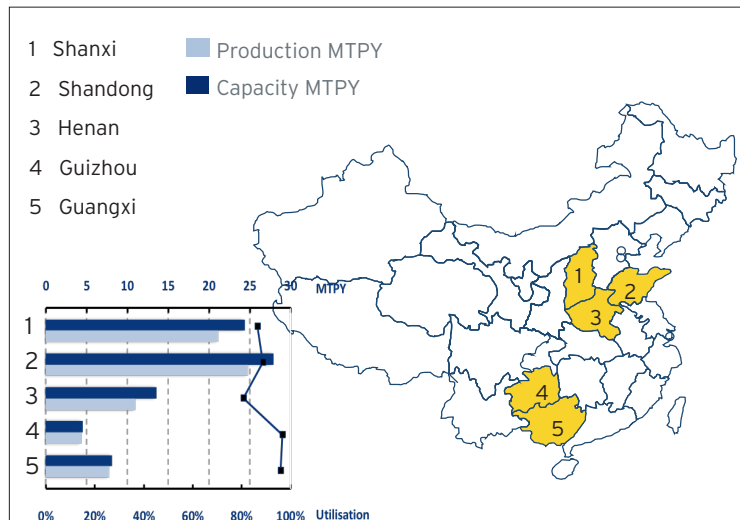 1 Shanxi
2 Shandong
3 Henan
4 Guizhou
5 Guangxi
Production MTPY
Capacity MTPY
0 5 10 15 20 25 30 MTPY
1
2
3
4
5
0% 20% 40% 60% 80% 100% Utilisation
1
2
3
4
5